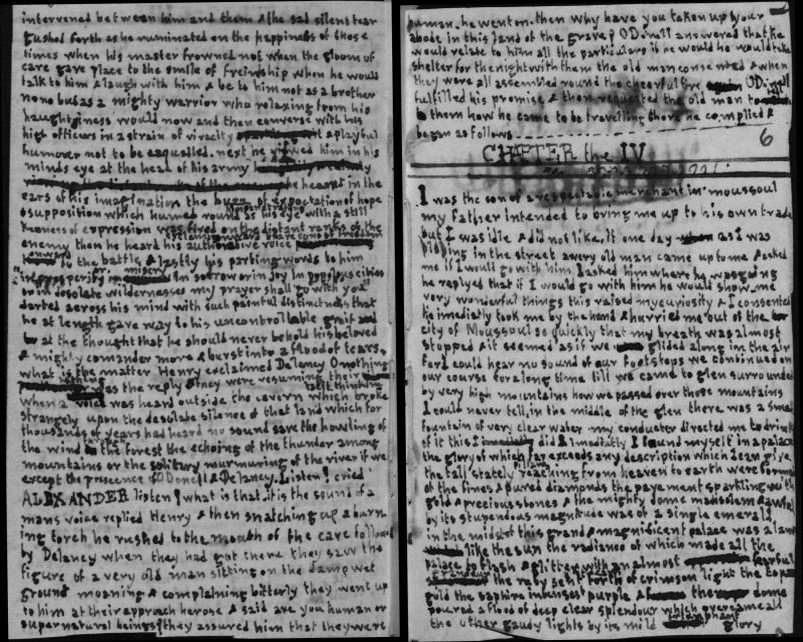 intervened between him and them & the sad silent tear
gushed forth as he ruminated on the happiness of those
times when his master frowned not when the gloom of
care gave place to the smile of freindship when he would
talk to him & laugh with him & be to him not as a brother
no no but as a mighty warrior who relaxing from his
haughtiness would now and then converse with his
high officers in a strain of vivacity & playful
humour not to be equalled. nest he viewed him in his
minds eye at the head of his army
he heard in the
ears of his imagination the buzz of expectation of hope
& supposition which humed round as his eye with a still
keeness of expression was fixed on the distant ranks of the
enemy then he heard his authorative voice
onward to the battle & lastly his parting words to him
in prosperity or misery in sorrow or in joy in populous cities
or in desolate wildernesses my prayer shall go with you
darted across his mind with such painful distinctness that
he at length gave way to his uncontrollable greif and
at the thought that he should never behold his beloved
& mighty comander more & burst into a flood of tears.
what is the matter Henry exclaimed Delaney O nothing
was the reply & they were resuming their
when a voice was heard outside the cavern which broke
strangely upon the desolate silence of that land which for
thousands of years had heard no sound save the howling of
the wind the forest the echoing of the thunder among
mountains or the solitary murmuring of the river if we
except the presence of O Donell & Delaney. Listen! cried
ALEXANDER listen! what is that it is the sound of a
mans voice replied Henry & then snatching up a burn
ing torch he rushed to the mouth of the cave followed
by Delaney when they had got there they saw the
figure of a very old man sitting on the damp wet
ground moaning & complaining bitterly they went up
to him at their approach he rose & said are you human or
supernatural beings? they assured him that they were
human. he went on. then why have you taken up your
abode in this land of the grave? O Donell answered that he
would relate to him all the particulars if he would take
shelter for the night with them the old man consented & when
they were all assembled round the cheerful fire O Donell
fulfilled his promise & then requested the old man to
to them how he came to be travelling there he complied &
began as follows
6
CHAPTER the IV
I was the son of a respectable merchant in moussoul
my father intended to bring me up to his own trade
but I was idle & did not like it one day as I was
playing in the street a very old man came up to me & asked
me if I would go with him I asked him where he was going
he replyed that if I would go with him he would show me
very wonderful things this raised my curiosity & I consented
he imediatly took me by the hand & hurried me out of the
city of Moussoul so quickly that my breath was almost
stopped & it seemed as if we glided along in the air
for I could hear no sound of our footsteps we continued on
our course for a long time till we came to glen surrounded
by very high mountains how we passed over those mountains
I could never tell, in the middle of the glen there was a small
fountain of very clear water my conducter directed me to drink
of it this I did & imediatly I found myself in a palace
the glory of which far exceeds any description which I can give
the tall stately pillars reaching from heaven to earth were formed
of the finest & purest diamonds the pavement sparkling with
gold & precious stones & the mighty dome made solemn & awful
by its stupendous magnitude was of a single emerald
in the midst of this grand & magnificent palace was a lamp
like the sun the radiance of which made all the
palace to flash & glitter with an almost fearful
grandeur the ruby sent forth of crimson light the topaz
gold the saphire intensest purple & the dome
poured a flood of deep clear splendour which overcame all
the other gaudy lights by its mild triumphant glory